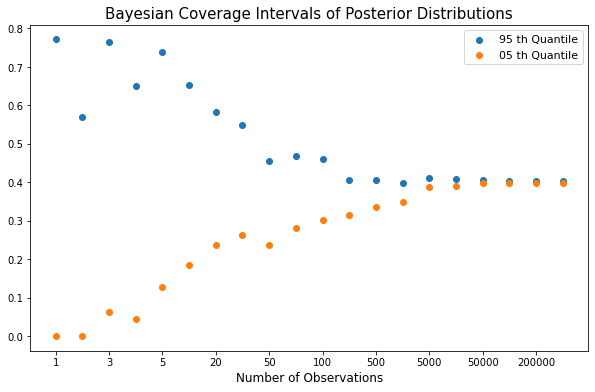 Bayesian Coverage Intervals of Posterior Distributions
95 th Quantile
05 th Quantile
0.8
0.7
0.6
0.5
0.4
0.3
0.2
0.1
0.0
1 3 5 20 50 100 500 5000 50000 200000
Number of Observations